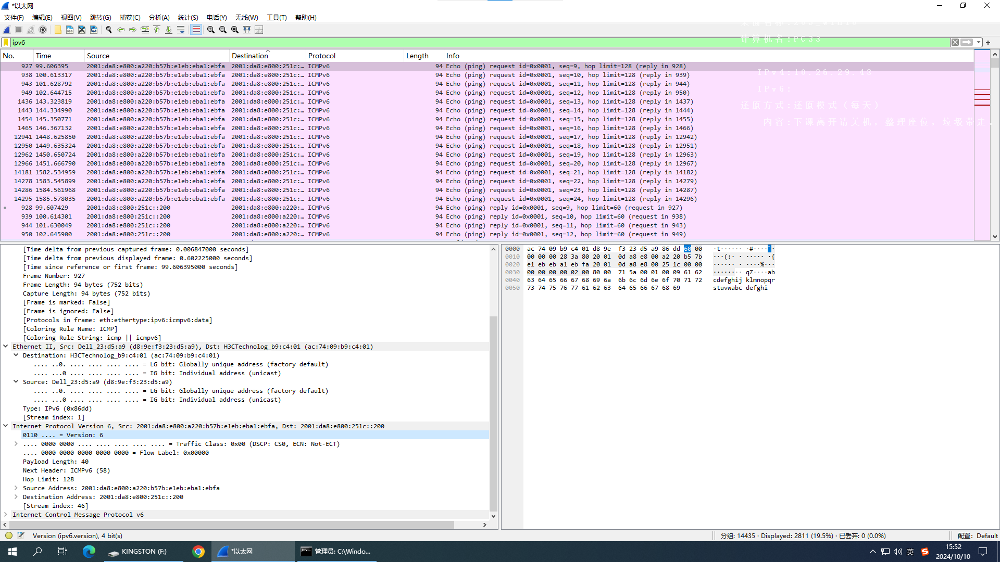 *以太网
文件(F) 编辑(E) 视图(V) 跳转(G) 捕获(C) 分析(A) 统计(S) 电话(Y) 无线(W) 工具(T) 帮助(H)
ipv6
计算机名:PC33
No. Time Source Destination Protocol Length Info
927 99.606395 2001:da8:e800:a220:b57b:e1eb:eba1:ebfa 2001:da8:e800:251c:… ICMPv6 94 Echo (ping) request id=0x0001, seq=9, hop limit=128 (reply in 928)
938 100.613317 2001:da8:e800:a220:b57b:e1eb:eba1:ebfa 2001:da8:e800:251c:… ICMPv6 94 Echo (ping) request id=0x0001, seq=10, hop limit=128 (reply in 939)
943 101.628792 2001:da8:e800:a220:b57b:e1eb:eba1:ebfa 2001:da8:e800:251c:… ICMPv6 94 Echo (ping) request id=0x0001, seq=11, hop limit=128 (reply in 944)
949 102.644715 2001:da8:e800:a220:b57b:e1eb:eba1:ebfa 2001:da8:e800:251c:… ICMPv6 94 Echo (ping) request id=0x0001, seq=12, hop limit=128 (reply in 950)
1436 143.323819 2001:da8:e800:a220:b57b:e1eb:eba1:ebfa 2001:da8:e800:251c:… ICMPv6 94 Echo (ping) request id=0x0001, seq=13, hop limit=128 (reply in 1437)
1443 144.334990 2001:da8:e800:a220:b57b:e1eb:eba1:ebfa 2001:da8:e800:251c:… ICMPv6 94 Echo (ping) request id=0x0001, seq=14, hop limit=128 (reply in 1444)
1454 145.350771 2001:da8:e800:a220:b57b:e1eb:eba1:ebfa 2001:da8:e800:251c:… ICMPv6 94 Echo (ping) request id=0x0001, seq=15, hop limit=128 (reply in 1455)
1465 146.367132 2001:da8:e800:a220:b57b:e1eb:eba1:ebfa 2001:da8:e800:251c:… ICMPv6 94 Echo (ping) request id=0x0001, seq=16, hop limit=128 (reply in 1466)
12941 1448.625850 2001:da8:e800:a220:b57b:e1eb:eba1:ebfa 2001:da8:e800:251c:… ICMPv6 94 Echo (ping) request id=0x0001, seq=17, hop limit=128 (reply in 12942)
12950 1449.635324 2001:da8:e800:a220:b57b:e1eb:eba1:ebfa 2001:da8:e800:251c:… ICMPv6 94 Echo (ping) request id=0x0001, seq=18, hop limit=128 (reply in 12951)
12962 1450.650724 2001:da8:e800:a220:b57b:e1eb:eba1:ebfa 2001:da8:e800:251c:… ICMPv6 94 Echo (ping) request id=0x0001, seq=19, hop limit=128 (reply in 12963)
12966 1451.666790 2001:da8:e800:a220:b57b:e1eb:eba1:ebfa 2001:da8:e800:251c:… ICMPv6 94 Echo (ping) request id=0x0001, seq=20, hop limit=128 (reply in 12967)
14181 1582.534959 2001:da8:e800:a220:b57b:e1eb:eba1:ebfa 2001:da8:e800:251c:… ICMPv6 94 Echo (ping) request id=0x0001, seq=21, hop limit=128 (reply in 14182)
14278 1583.545899 2001:da8:e800:a220:b57b:e1eb:eba1:ebfa 2001:da8:e800:251c:… ICMPv6 94 Echo (ping) request id=0x0001, seq=22, hop limit=128 (reply in 14279)
14286 1584.561968 2001:da8:e800:a220:b57b:e1eb:eba1:ebfa 2001:da8:e800:251c:… ICMPv6 94 Echo (ping) request id=0x0001, seq=23, hop limit=128 (reply in 14287)
14295 1585.578035 2001:da8:e800:a220:b57b:e1eb:eba1:ebfa 2001:da8:e800:251c:… ICMPv6 94 Echo (ping) request id=0x0001, seq=24, hop limit=128 (reply in 14296)
928 99.607429 2001:da8:e800:251c::200 2001:da8:e800:a220:… ICMPv6 94 Echo (ping) reply id=0x0001, seq=9, hop limit=60 (request in 927)
939 100.614301 2001:da8:e800:251c::200 2001:da8:e800:a220:… ICMPv6 94 Echo (ping) reply id=0x0001, seq=10, hop limit=60 (request in 938)
944 101.630049 2001:da8:e800:251c::200 2001:da8:e800:a220:… ICMPv6 94 Echo (ping) reply id=0x0001, seq=11, hop limit=60 (request in 943)
950 102.645900 2001:da8:e800:251c::200 2001:da8:e800:a220:… ICMPv6 94 Echo (ping) reply id=0x0001, seq=12, hop limit=60 (request in 949)
IPv4:10.26.29.43
IPv6:
还原方式:还原模式(每天)
内容:下课离开请关机，整理座位，垃圾带走。
[Time delta from previous captured frame: 0.006847000 seconds]
[Time delta from previous displayed frame: 0.602225000 seconds]
[Time since reference or first frame: 99.606395000 seconds]
Frame Number: 927
Frame Length: 94 bytes (752 bits)
Capture Length: 94 bytes (752 bits)
[Frame is marked: False]
[Frame is ignored: False]
[Protocols in frame: eth:ethertype:ipv6:icmpv6:data]
[Coloring Rule Name: ICMP]
[Coloring Rule String: icmp || icmpv6]
Ethernet II, Src: Dell_23:d5:a9 (d8:9e:f3:23:d5:a9), Dst: H3CTechnolog_b9:c4:01 (ac:74:09:b9:c4:01)
Destination: H3CTechnolog_b9:c4:01 (ac:74:09:b9:c4:01)
.... ..0. .... .... .... .... = LG bit: Globally unique address (factory default)
.... ...0 .... .... .... .... = IG bit: Individual address (unicast)
Source: Dell_23:d5:a9 (d8:9e:f3:23:d5:a9)
.... ..0. .... .... .... .... = LG bit: Globally unique address (factory default)
.... ...0 .... .... .... .... = IG bit: Individual address (unicast)
Type: IPv6 (0x86dd)
[Stream index: 1]
Internet Protocol Version 6, Src: 2001:da8:e800:a220:b57b:e1eb:eba1:ebfa, Dst: 2001:da8:e800:251c::200
0110 .... = Version: 6
.... 0000 0000 .... .... .... .... .... = Traffic Class: 0x00 (DSCP: CS0, ECN: Not-ECT)
.... 0000 0000 0000 0000 0000 = Flow Label: 0x00000
Payload Length: 40
Next Header: ICMPv6 (58)
Hop Limit: 128
Source Address: 2001:da8:e800:a220:b57b:e1eb:eba1:ebfa
Destination Address: 2001:da8:e800:251c::200
[Stream index: 46]
Internet Control Message Protocol v6
0000 ac 74 09 b9 c4 01 d8 9e f3 23 d5 a9 86 dd 60 00 ·t······ ·#····`·
0010 00 00 00 28 3a 80 20 01 0d a8 e8 00 a2 20 b5 7b ···(:· · ····· ·{
0020 e1 eb eb a1 eb fa 20 01 0d a8 e8 00 25 1c 00 00 ······ · ····%···
0030 00 00 00 00 02 00 80 00 71 5a 00 01 00 09 61 62 ········ qZ····ab
0040 63 64 65 66 67 68 69 6a 6b 6c 6d 6e 6f 70 71 72 cdefghij klmnopqr
0050 73 74 75 76 77 61 62 63 64 65 66 67 68 69 stuvwabc defghi
Version (ipv6.version), 4 bit(s)
分组: 14435 · Displayed: 2811 (19.5%) · 已丢弃: 0 (0.0%)
配置: Default
KINGSTON (F:)
*以太网
管理员: C:\Windo...
英
15:52
2024/10/10